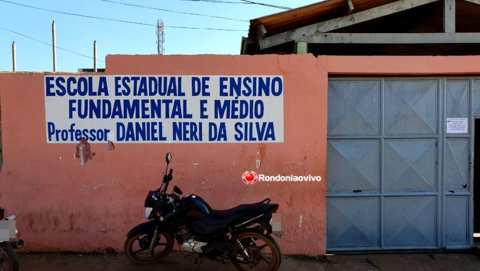 ESCOLA ESTADUAL DE ENSINO
FUNDAMENTAL E MÉDIO
Professor DANIEL NERI DA SILVA
Rondoniaovivo